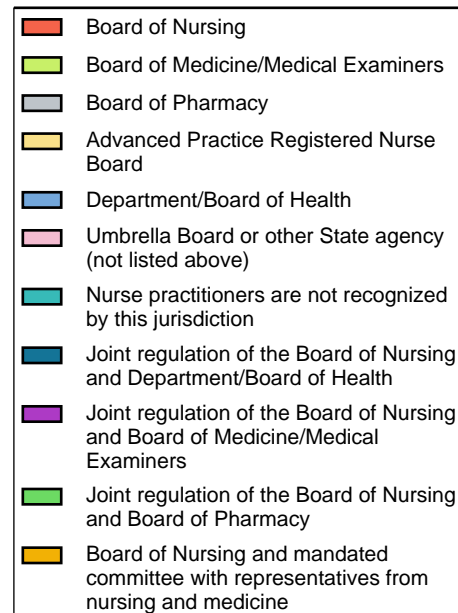 Board of Nursing
Board of Medicine/Medical Examiners
Board of Pharmacy
Advanced Practice Registered Nurse
Board
Department/Board of Health
Umbrella Board or other State agency
(not listed above)
Nurse practitioners are not recognized
by this jurisdiction
Joint regulation of the Board of Nursing
and Department/Board of Health
Joint regulation of the Board of Nursing
and Board of Medicine/Medical
Examiners
Joint regulation of the Board of Nursing
and Board of Pharmacy
Board of Nursing and mandated
committee with representatives from
nursing and medicine